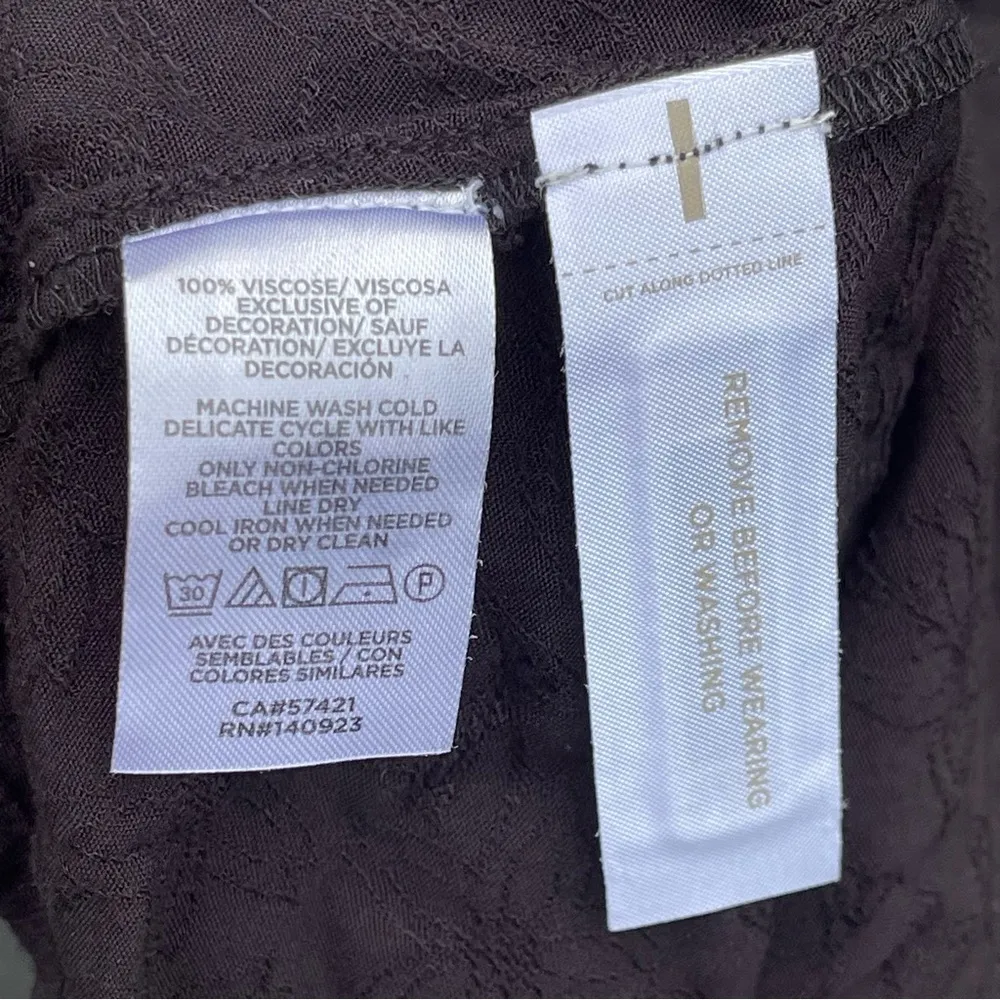 100% VISCOSE/ VISCOSA
EXCLUSIVE OF
DECORATION/ SAUF
DÉCORATION/ EXCLUYE LA
DECORACIÓN
MACHINE WASH COLD
DELICATE CYCLE WITH LIKE
COLORS
ONLY NON-CHLORINE
BLEACH WHEN NEEDED
LINE DRY
COOL IRON WHEN NEEDED
OR DRY CLEAN
30 P
AVEC DES COULEURS
SEMBLABLES / CON
COLORES SIMILARES
CA#57421
RN#140923
CUT ALONG DOTTED LINE
REMOVE BEFORE WEARING
OR WASHING